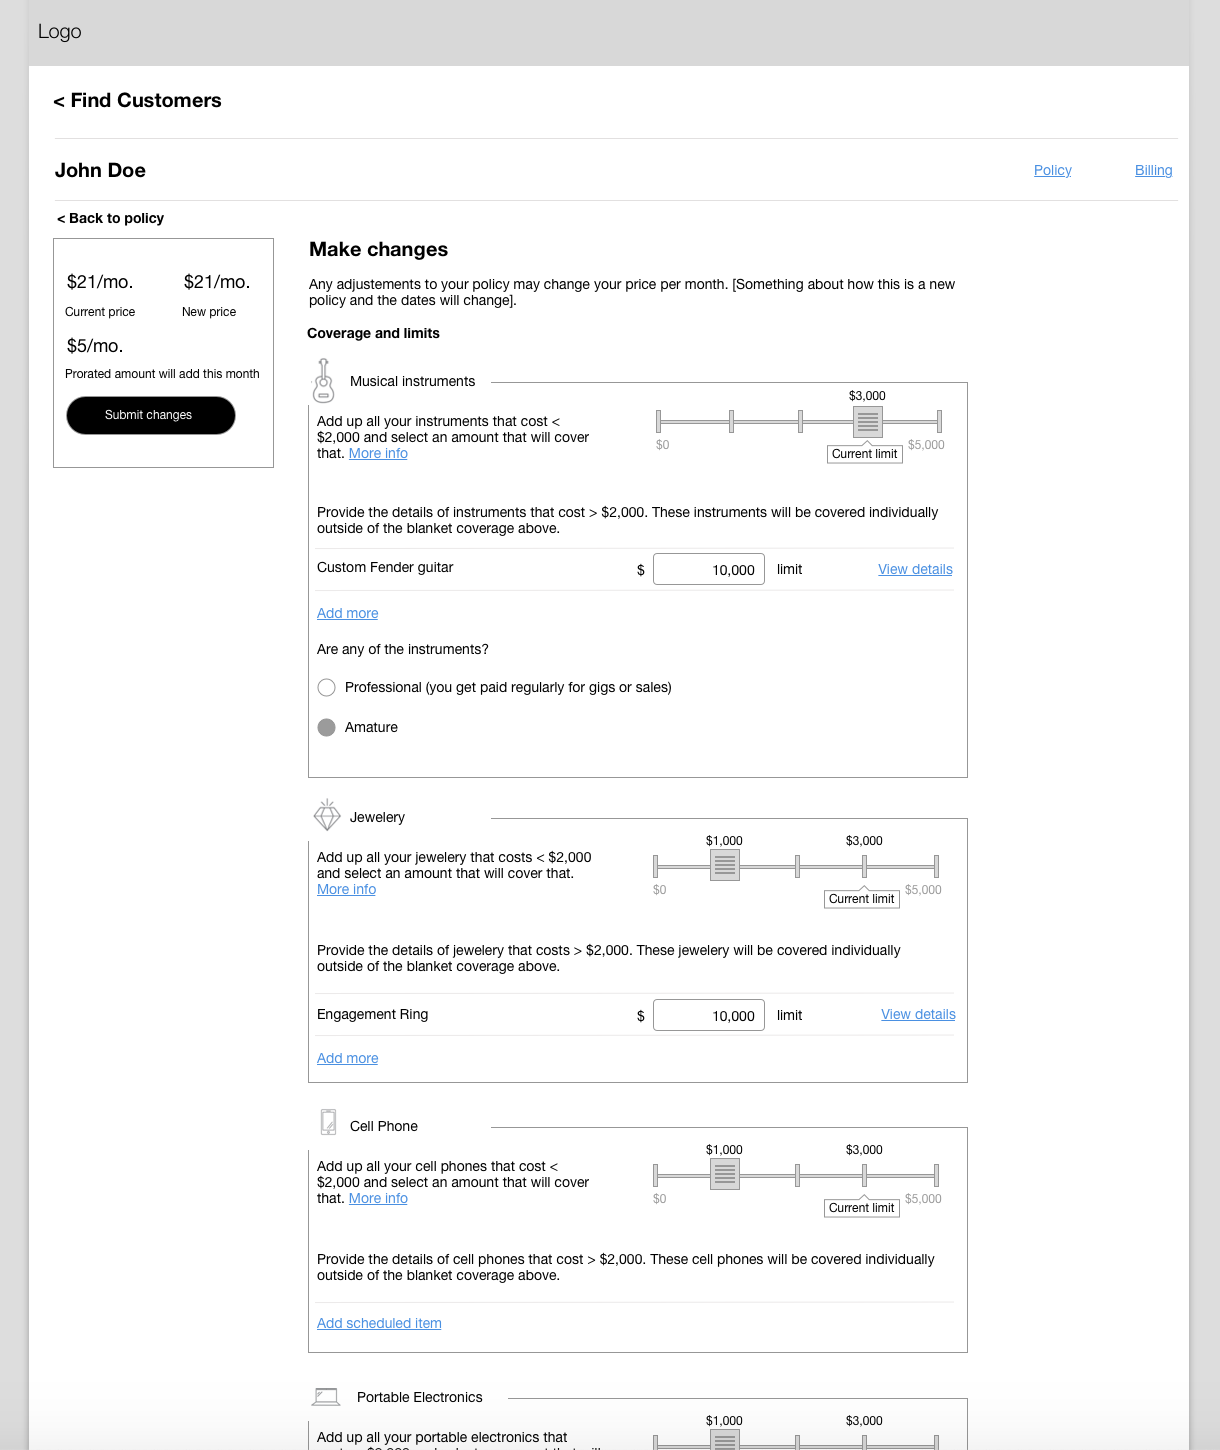 Logo
< Find Customers
John Doe
Policy
Billing
< Back to policy
$21/mo.
$21/mo.
Current price
New price
$5/mo.
Prorated amount will add this month
Submit changes
Make changes
Any adjustements to your policy may change your price per month. [Something about how this is a new
policy and the dates will change].
Coverage and limits
Musical instruments
Add up all your instruments that cost <
$2,000 and select an amount that will cover
that. More info
$3,000
$0
$5,000
Current limit
Provide the details of instruments that cost > $2,000. These instruments will be covered individually
outside of the blanket coverage above.
Custom Fender guitar
$ 10,000 limit
View details
Add more
Are any of the instruments?
Professional (you get paid regularly for gigs or sales)
Amature
Jewelery
Add up all your jewelery that costs < $2,000
and select an amount that will cover that.
More info
$1,000
$3,000
$0
$5,000
Current limit
Provide the details of jewelery that costs > $2,000. These jewelery will be covered individually
outside of the blanket coverage above.
Engagement Ring
$ 10,000 limit
View details
Add more
Cell Phone
Add up all your cell phones that cost <
$2,000 and select an amount that will cover
that. More info
$1,000
$3,000
$0
$5,000
Current limit
Provide the details of cell phones that cost > $2,000. These cell phones will be covered individually
outside of the blanket coverage above.
Add scheduled item
Portable Electronics
Add up all your portable electronics that
$1,000
$3,000